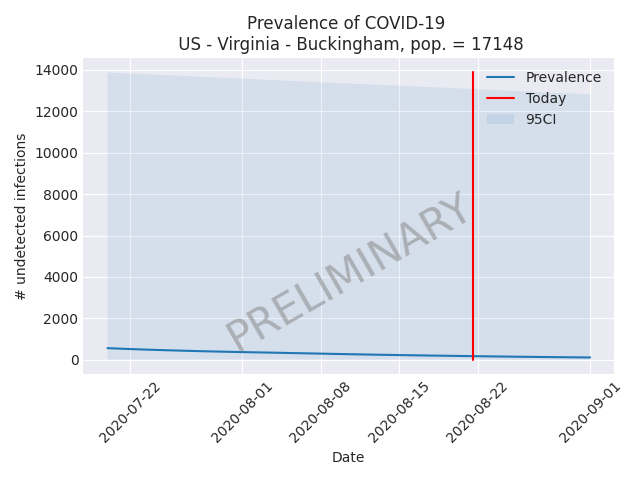 Prevalence of COVID-19
US - Virginia - Buckingham, pop. = 17148
14000
12000
10000
8000
6000
4000
2000
0
# undetected infections
Prevalence
Today
95CI
PRELIMINARY
2020-07-22
2020-08-01
2020-08-08
2020-08-15
2020-08-22
2020-09-01
Date